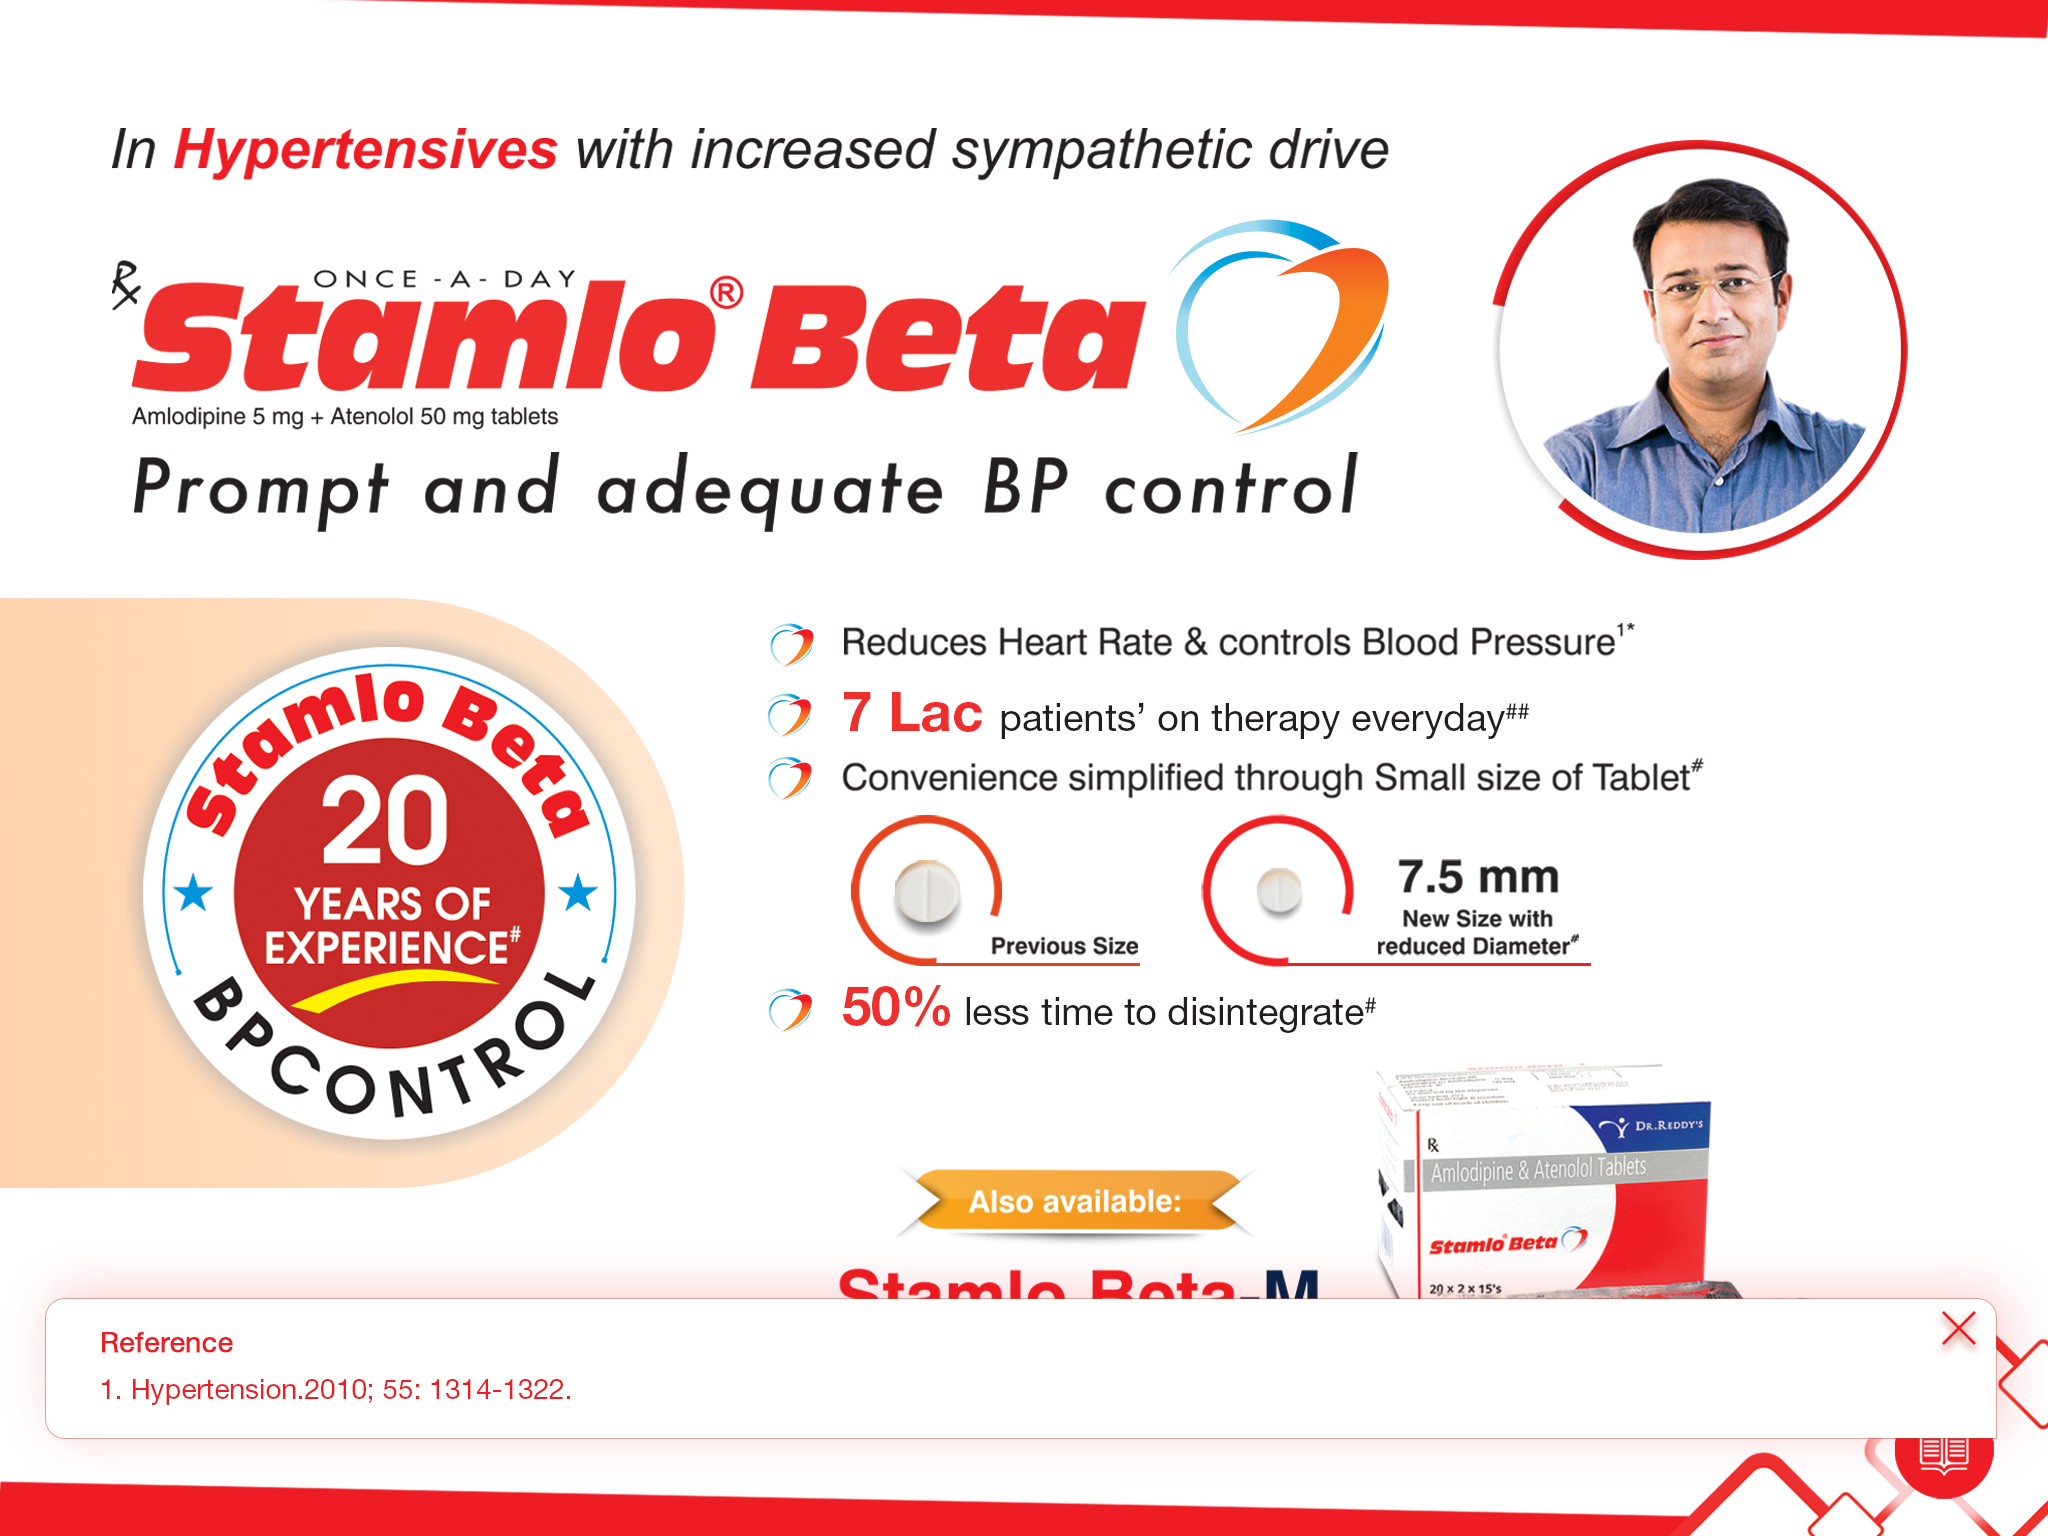 In Hypertensives with increased sympathetic drive
Rx ONCE -A- DAY
Stamlo® Beta
Amlodipine 5 mg + Atenolol 50 mg tablets
Prompt and adequate BP control
Stamlo Beta
20
YEARS OF
EXPERIENCE#
BP CONTROL
Reduces Heart Rate & controls Blood Pressure1*
7 Lac patients’ on therapy everyday##
Convenience simplified through Small size of Tablet#
Previous Size
7.5 mm
New Size with
reduced Diameter#
50% less time to disintegrate#
Also available:
Stamlo Beta-M
DR.REDDY'S
Rx
Amlodipine & Atenolol Tablets
Stamlo® Beta
20 x 2 x 15's
Reference
1. Hypertension.2010; 55: 1314-1322.